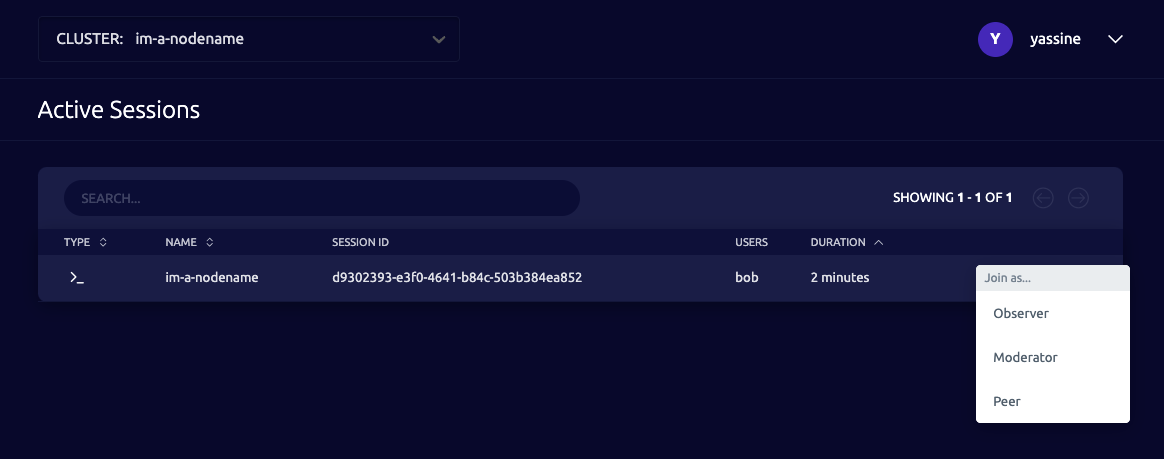 CLUSTER: im-a-nodename
Y yassine
Active Sessions
SEARCH...
SHOWING 1 - 1 OF 1
TYPE NAME SESSION ID USERS DURATION
>_ im-a-nodename d9302393-e3f0-4641-b84c-503b384ea852 bob 2 minutes
Join as...
Observer
Moderator
Peer